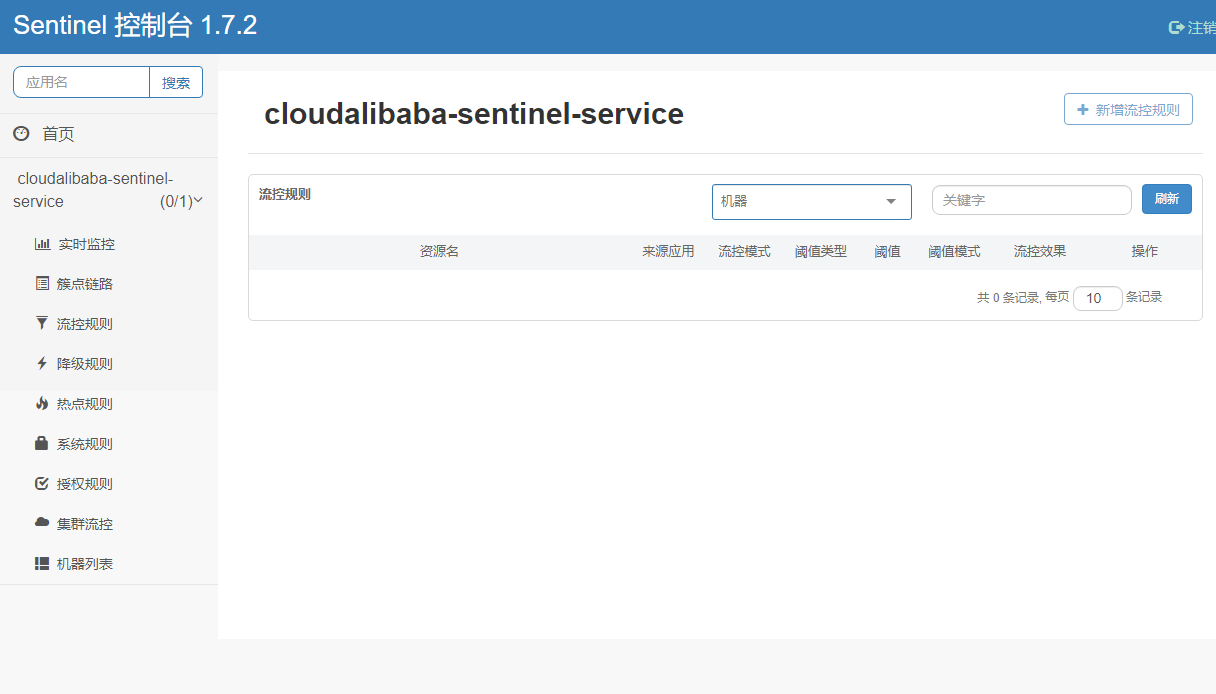 Sentinel 控制台 1.7.2
注销
应用名
搜索
首页
cloudalibaba-sentinel-
service
(0/1)
实时监控
簇点链路
流控规则
降级规则
热点规则
系统规则
授权规则
集群流控
机器列表
cloudalibaba-sentinel-service
新增流控规则
流控规则
机器
关键字
刷新
资源名 来源应用 流控模式 阈值类型 阈值 阈值模式 流控效果 操作
共 0 条记录, 每页 10 条记录